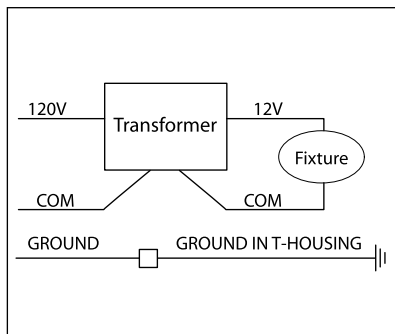 120V
Transformer
12V
Fixture
COM
COM
GROUND
GROUND IN T-HOUSING